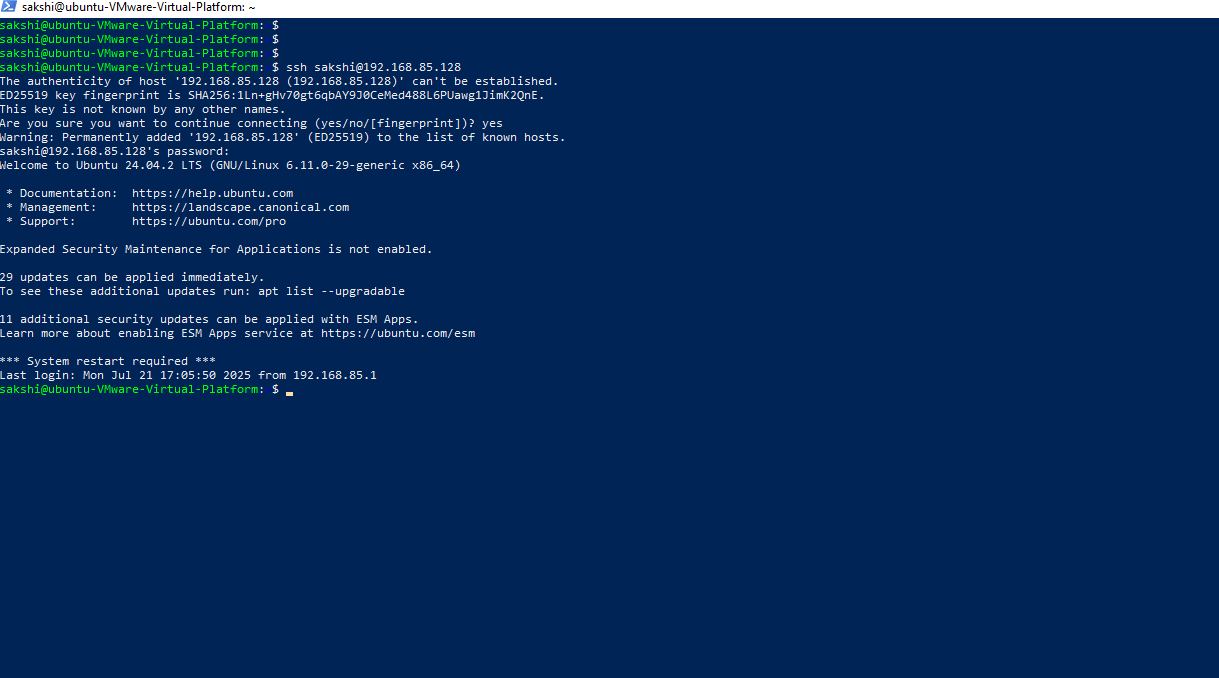 sakshi@ubuntu-VMware-Virtual-Platform: ~
sakshi@ubuntu-VMware-Virtual-Platform: $
sakshi@ubuntu-VMware-Virtual-Platform: $
sakshi@ubuntu-VMware-Virtual-Platform: $
sakshi@ubuntu-VMware-Virtual-Platform: $ ssh sakshi@192.168.85.128
The authenticity of host '192.168.85.128 (192.168.85.128)' can't be established.
ED25519 key fingerprint is SHA256:1Ln+gHv70gt6qbAY9J0CeMed488L6PUawg1JimK2QnE.
This key is not known by any other names.
Are you sure you want to continue connecting (yes/no/[fingerprint])? yes
Warning: Permanently added '192.168.85.128' (ED25519) to the list of known hosts.
sakshi@192.168.85.128's password:
Welcome to Ubuntu 24.04.2 LTS (GNU/Linux 6.11.0-29-generic x86_64)
* Documentation:  https://help.ubuntu.com
* Management:     https://landscape.canonical.com
* Support:        https://ubuntu.com/pro
Expanded Security Maintenance for Applications is not enabled.
29 updates can be applied immediately.
To see these additional updates run: apt list --upgradable
11 additional security updates can be applied with ESM Apps.
Learn more about enabling ESM Apps service at https://ubuntu.com/esm
*** System restart required ***
Last login: Mon Jul 21 17:05:50 2025 from 192.168.85.1
sakshi@ubuntu-VMware-Virtual-Platform: $